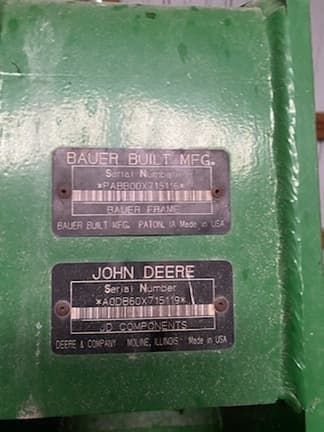 BAUER BUILT MFG.
Serial Number
*PABB00X715116*
BAUER FRAME
BAUER BUILT MFG. PATON, IA Made in USA
JOHN DEERE
Serial Number
*A0DB60X715119*
JD COMPONENTS
DEERE & COMPANY MOLINE, ILLINOIS Made in USA